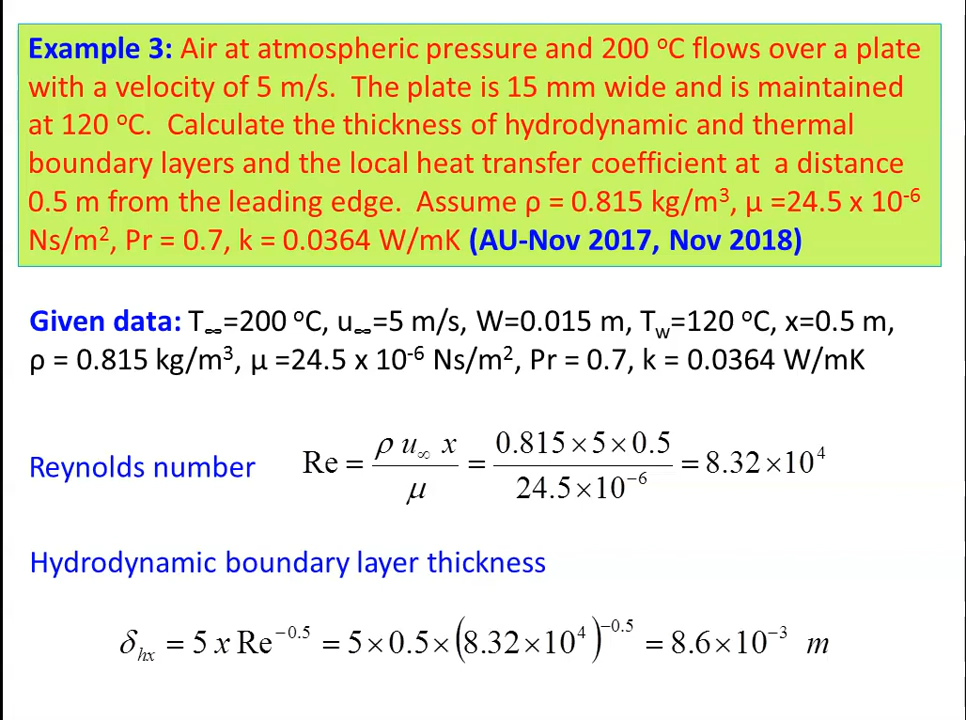 Example 3: Air at atmospheric pressure and 200 ºC flows over a plate
with a velocity of 5 m/s. The plate is 15 mm wide and is maintained
at 120 ºC. Calculate the thickness of hydrodynamic and thermal
boundary layers and the local heat transfer coefficient at a distance
0.5 m from the leading edge. Assume ρ = 0.815 kg/m³, μ =24.5 x 10⁻⁶
Ns/m², Pr = 0.7, k = 0.0364 W/mK (AU-Nov 2017, Nov 2018)
Given data: T∞=200 ºC, u∞=5 m/s, W=0.015 m, T_w=120 ºC, x=0.5 m,
ρ = 0.815 kg/m³, μ =24.5 x 10⁻⁶ Ns/m², Pr = 0.7, k = 0.0364 W/mK
Reynolds number Re = ρ u∞ x / μ = 0.815×5×0.5 / 24.5×10⁻⁶ = 8.32×10⁴
Hydrodynamic boundary layer thickness
δ_hx = 5 x Re^−0.5 = 5×0.5×(8.32×10⁴)^−0.5 = 8.6×10⁻³ m